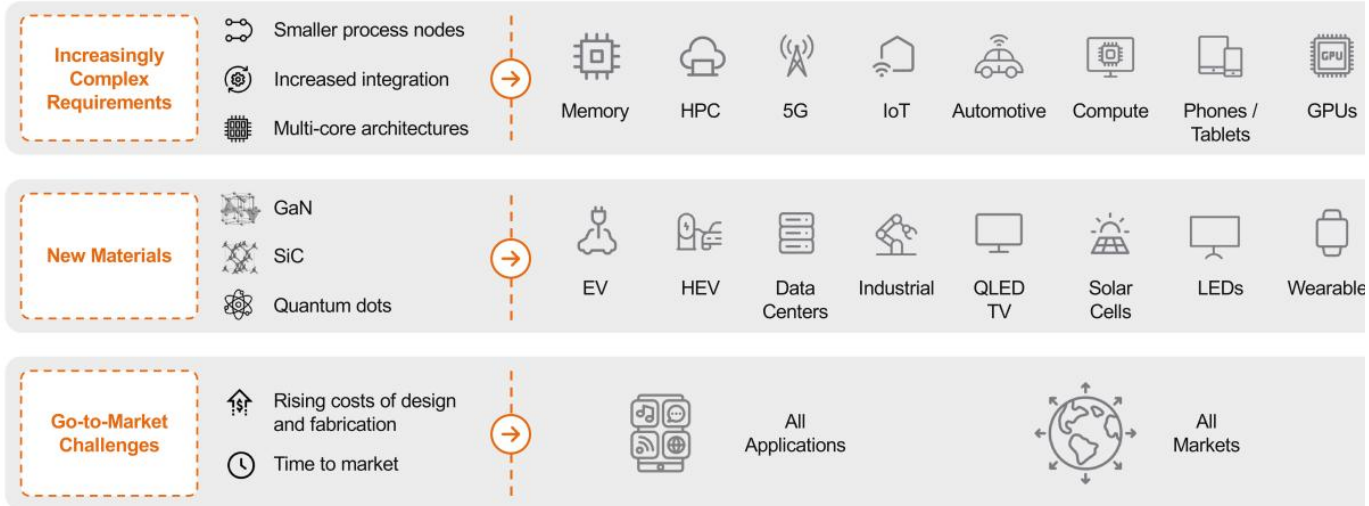 Increasingly
Complex
Requirements
Smaller process nodes
Increased integration
Multi-core architectures
Memory
HPC
5G
IoT
Automotive
Compute
Phones /
Tablets
GPU
GPUs
New Materials
GaN
SiC
Quantum dots
EV
HEV
Data
Centers
Industrial
QLED
TV
Solar
Cells
LEDs
Wearable
Go-to-Market
Challenges
$
Rising costs of design
and fabrication
Time to market
All
Applications
All
Markets